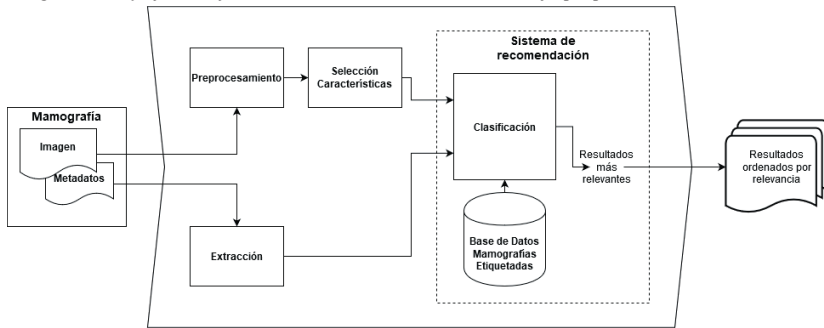 Mamografía
Imagen
Metadatos
Preprocesamiento
Selección
Características
Extracción
Sistema de
recomendación
Clasificación
Base de Datos
Mamografías
Etiquetadas
Resultados
más
relevantes
Resultados
ordenados por
relevancia